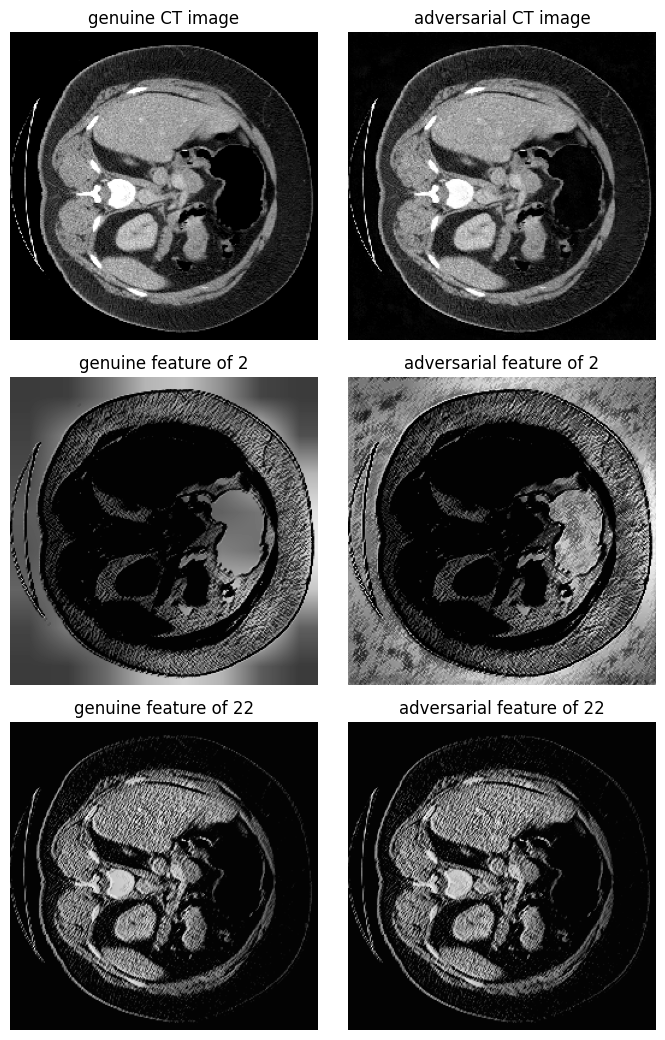 genuine CT image
adversarial CT image
genuine feature of 2
adversarial feature of 2
genuine feature of 22
adversarial feature of 22